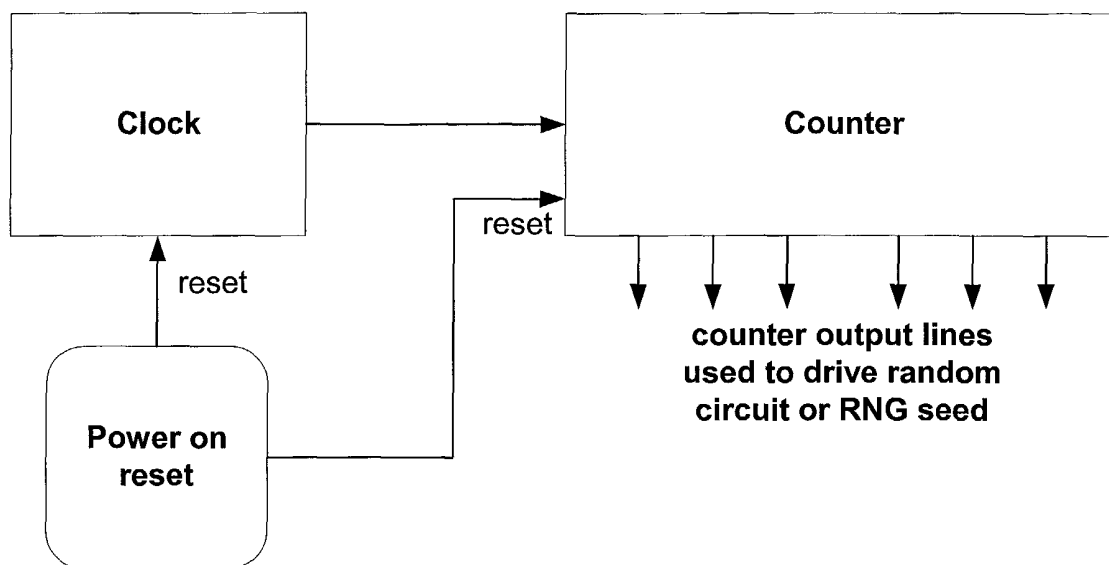 Clock
Counter
reset
reset
counter output lines
used to drive random
circuit or RNG seed
Power on
reset